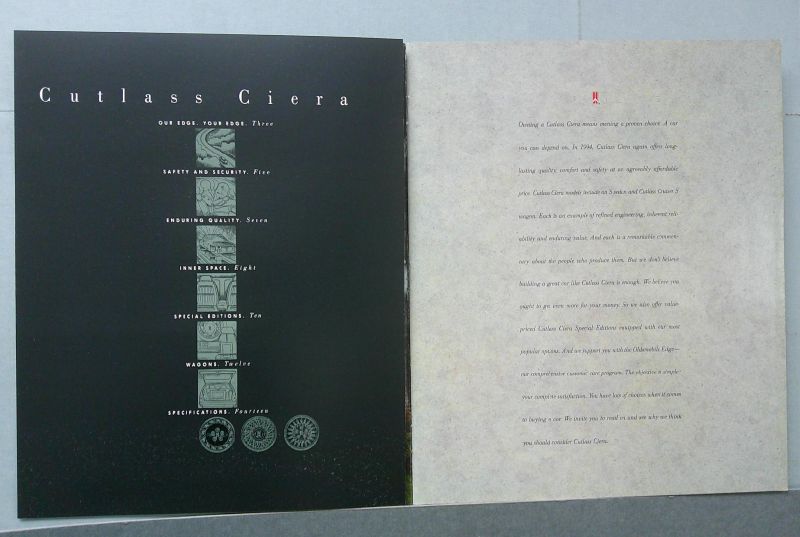 Cutlass Ciera
OUR EDGE. YOUR EDGE. Three
SAFETY AND SECURITY. Five
ENDURING QUALITY. Seven
INNER SPACE. Eight
SPECIAL EDITIONS. Ten
WAGONS. Twelve
SPECIFICATIONS. Fourteen
Owning a Cutlass Ciera means owning a proven choice. A car
you can depend on. In 1994, Cutlass Ciera again offers long-
lasting quality, comfort and safety at an agreeably affordable
price. Cutlass Ciera models include an S sedan and Cutlass Cruiser S
wagon. Each is an example of refined engineering, inherent reli-
ability and enduring value. And each is a remarkable commen-
tary about the people who produce them. But we don't believe
building a great car like Cutlass Ciera is enough. We believe you
ought to get even more for your money. So we also offer value-
priced Cutlass Ciera Special Editions equipped with our most
popular options. And we support you with the Oldsmobile Edge—
our comprehensive customer care program. The objective is simple—
your complete satisfaction. You have lots of choices when it comes
to buying a car. We invite you to read on and see why we think
you should consider Cutlass Ciera.